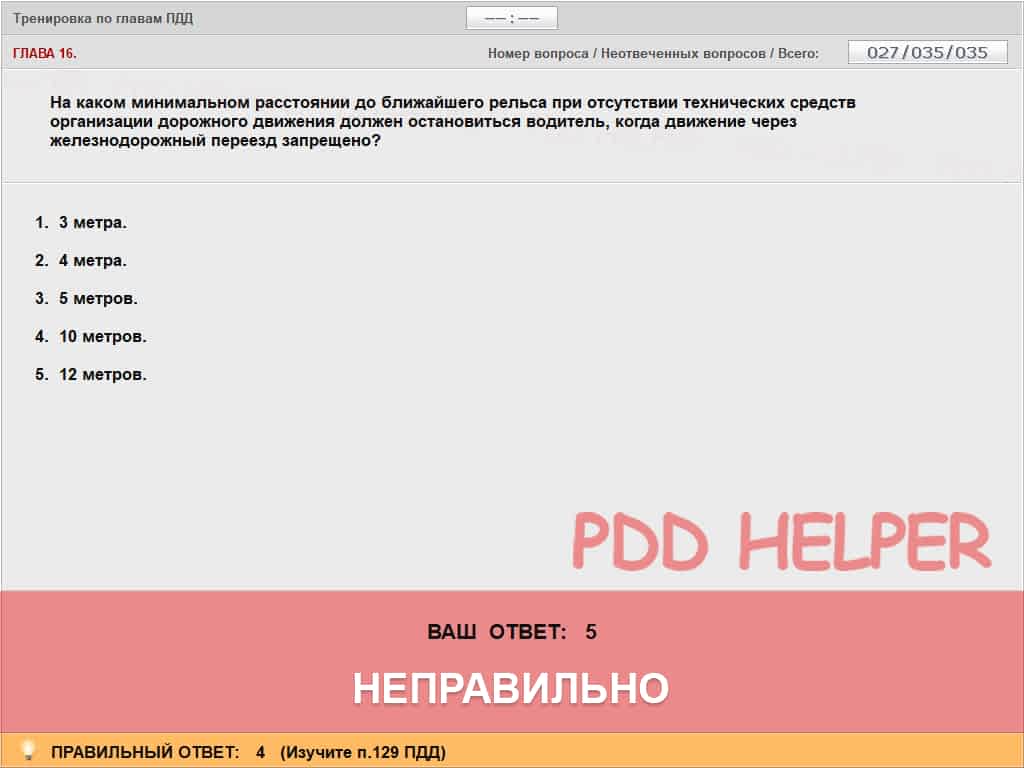 Тренировка по главам ПДД
—— : ——
ГЛАВА 16.
Номер вопроса / Неотвеченных вопросов / Всего:
027/035/035
На каком минимальном расстоянии до ближайшего рельса при отсутствии технических средств
организации дорожного движения должен остановиться водитель, когда движение через
железнодорожный переезд запрещено?
1. 3 метра.
2. 4 метра.
3. 5 метров.
4. 10 метров.
5. 12 метров.
PDD HELPER
ВАШ ОТВЕТ: 5
НЕПРАВИЛЬНО
ПРАВИЛЬНЫЙ ОТВЕТ: 4 (Изучите п.129 ПДД)